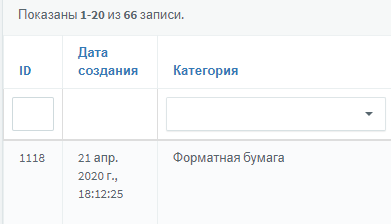 Показаны 1-20 из 66 записи.
Дата
ID создания Категория
1118 21 апр. Форматная бумага
2020 г.,
18:12:25